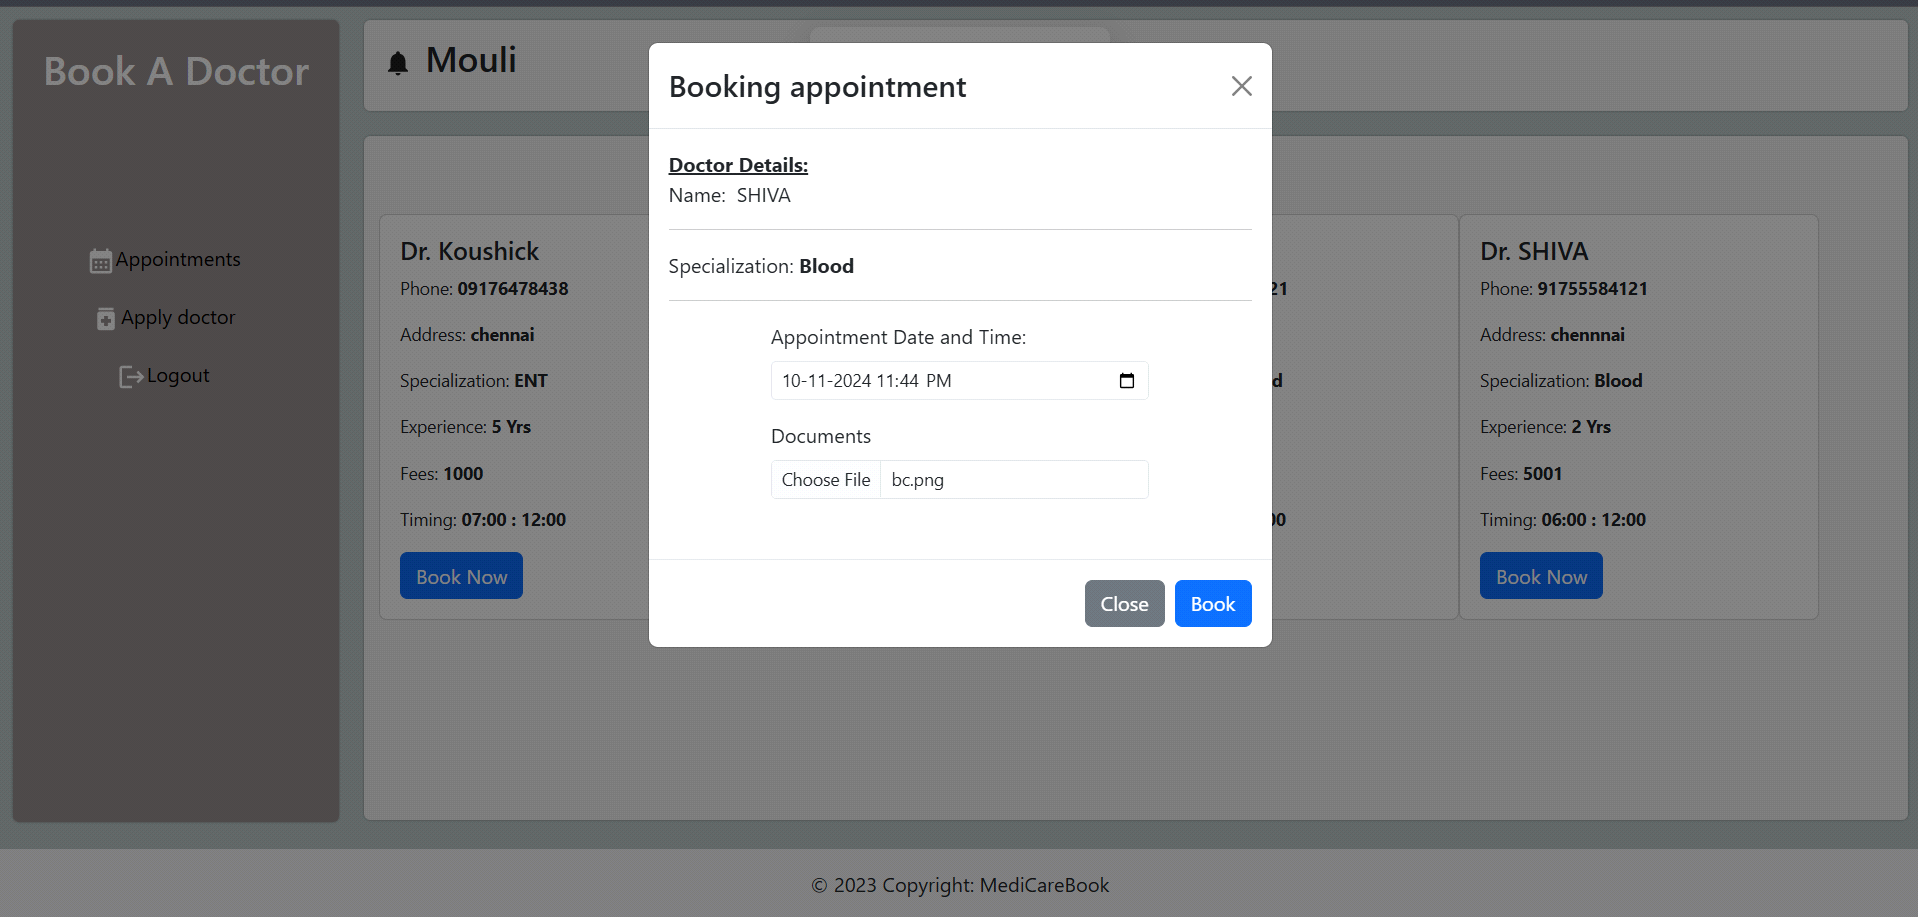 Book A Doctor
Appointments
Apply doctor
Logout
Mouli
Booking appointment
Doctor Details:
Name: SHIVA
Specialization: Blood
Appointment Date and Time:
10-11-2024 11:44 PM
Documents
Choose File bc.png
Close Book
Dr. Koushick
Phone: 09176478438
Address: chennai
Specialization: ENT
Experience: 5 Yrs
Fees: 1000
Timing: 07:00 : 12:00
Book Now
21
d
00
Dr. SHIVA
Phone: 91755584121
Address: chennnai
Specialization: Blood
Experience: 2 Yrs
Fees: 5001
Timing: 06:00 : 12:00
Book Now
© 2023 Copyright: MediCareBook